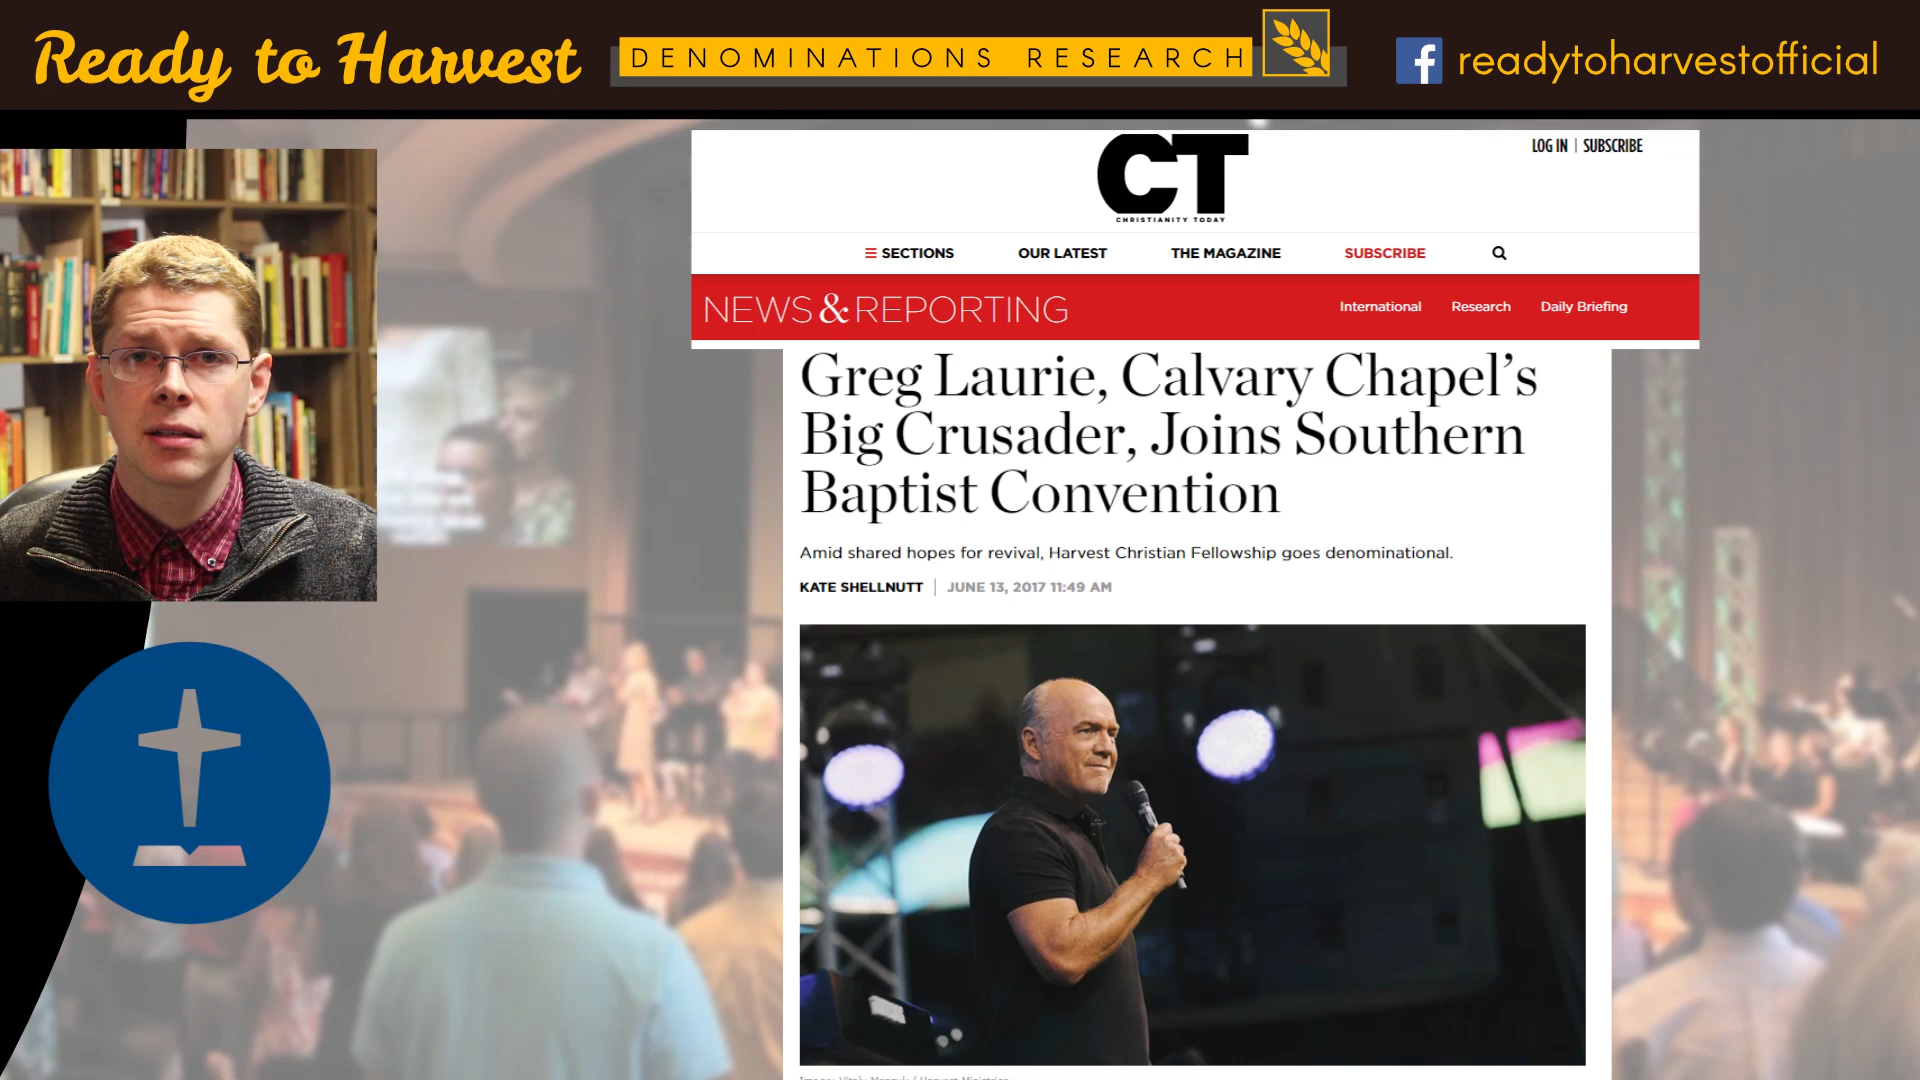 Ready to Harvest
DENOMINATIONS RESEARCH
readytoharvestofficial
CT
CHRISTIANITY TODAY
LOG IN | SUBSCRIBE
SECTIONS OUR LATEST THE MAGAZINE SUBSCRIBE
NEWS & REPORTING
International Research Daily Briefing
Greg Laurie, Calvary Chapel’s
Big Crusader, Joins Southern
Baptist Convention
Amid shared hopes for revival, Harvest Christian Fellowship goes denominational.
KATE SHELLNUTT | JUNE 13, 2017 11:49 AM